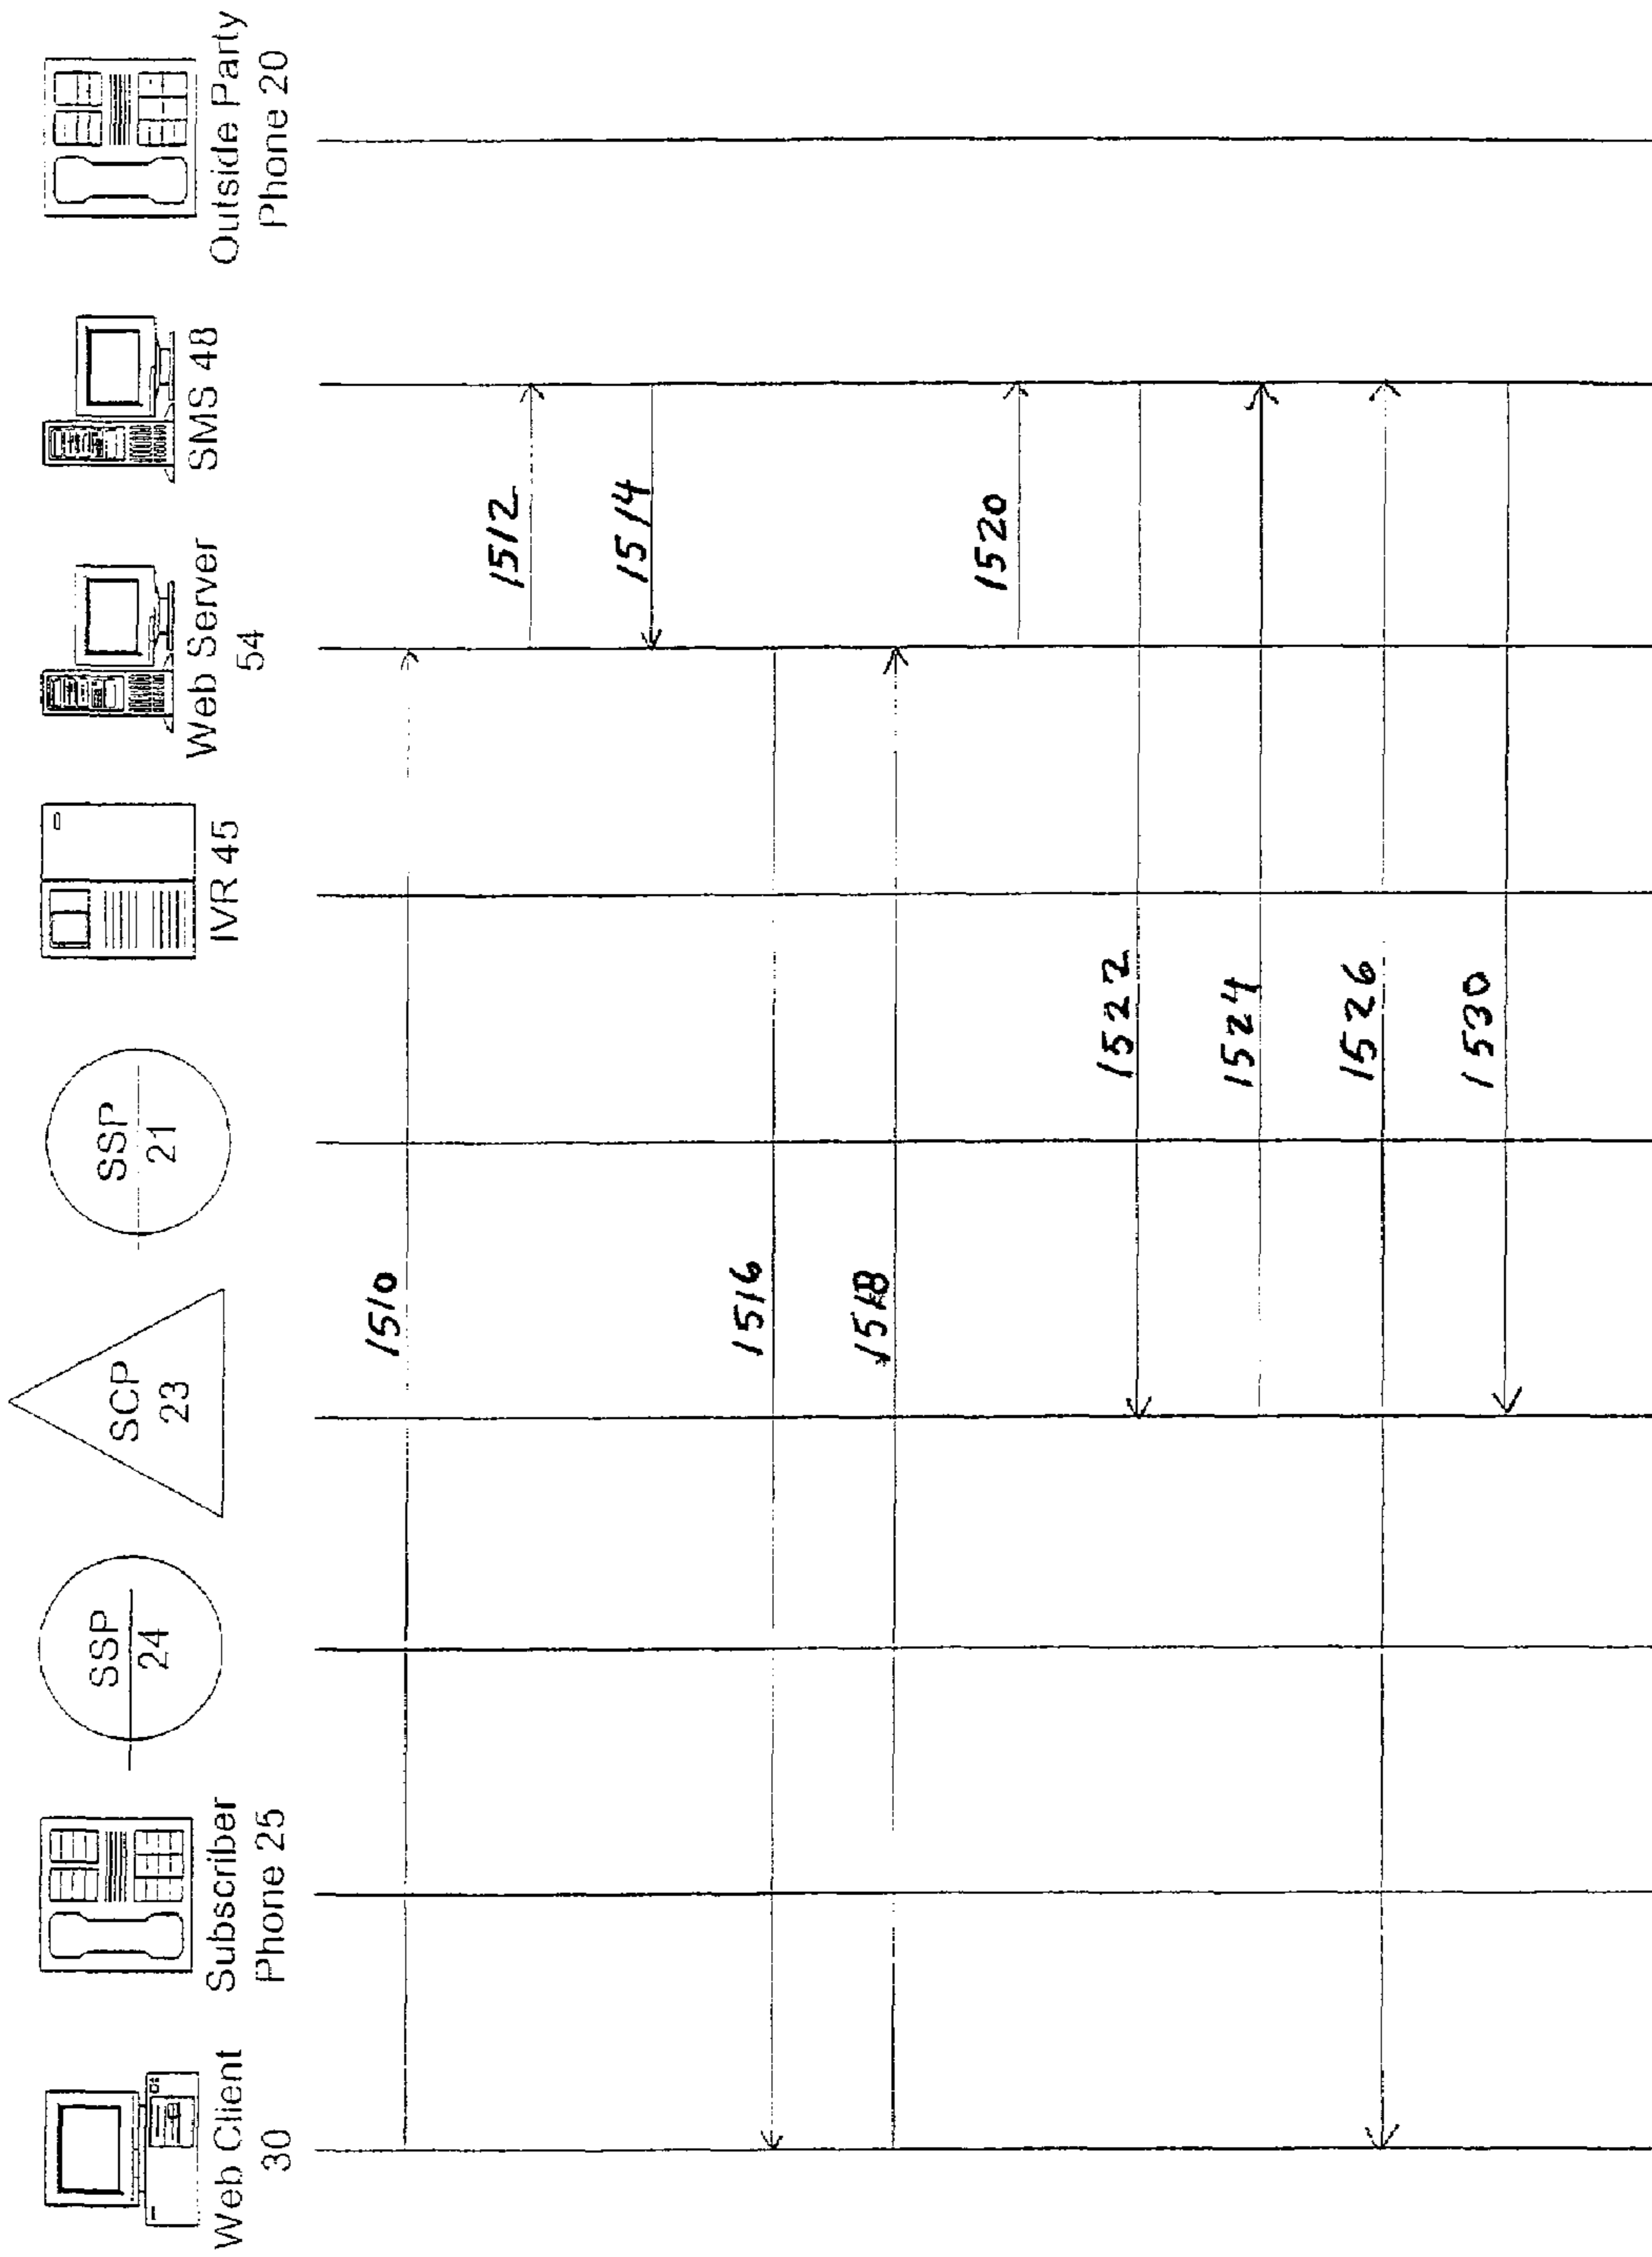 Web Client
30
Subscriber
Phone 25
SSP
24
SCP
23
SSP
21
IVR 45
Web Server
54
SMS 48
Outside Party
Phone 20
1510
1512
1514
1516
1518
1520
1522
1524
1526
1530